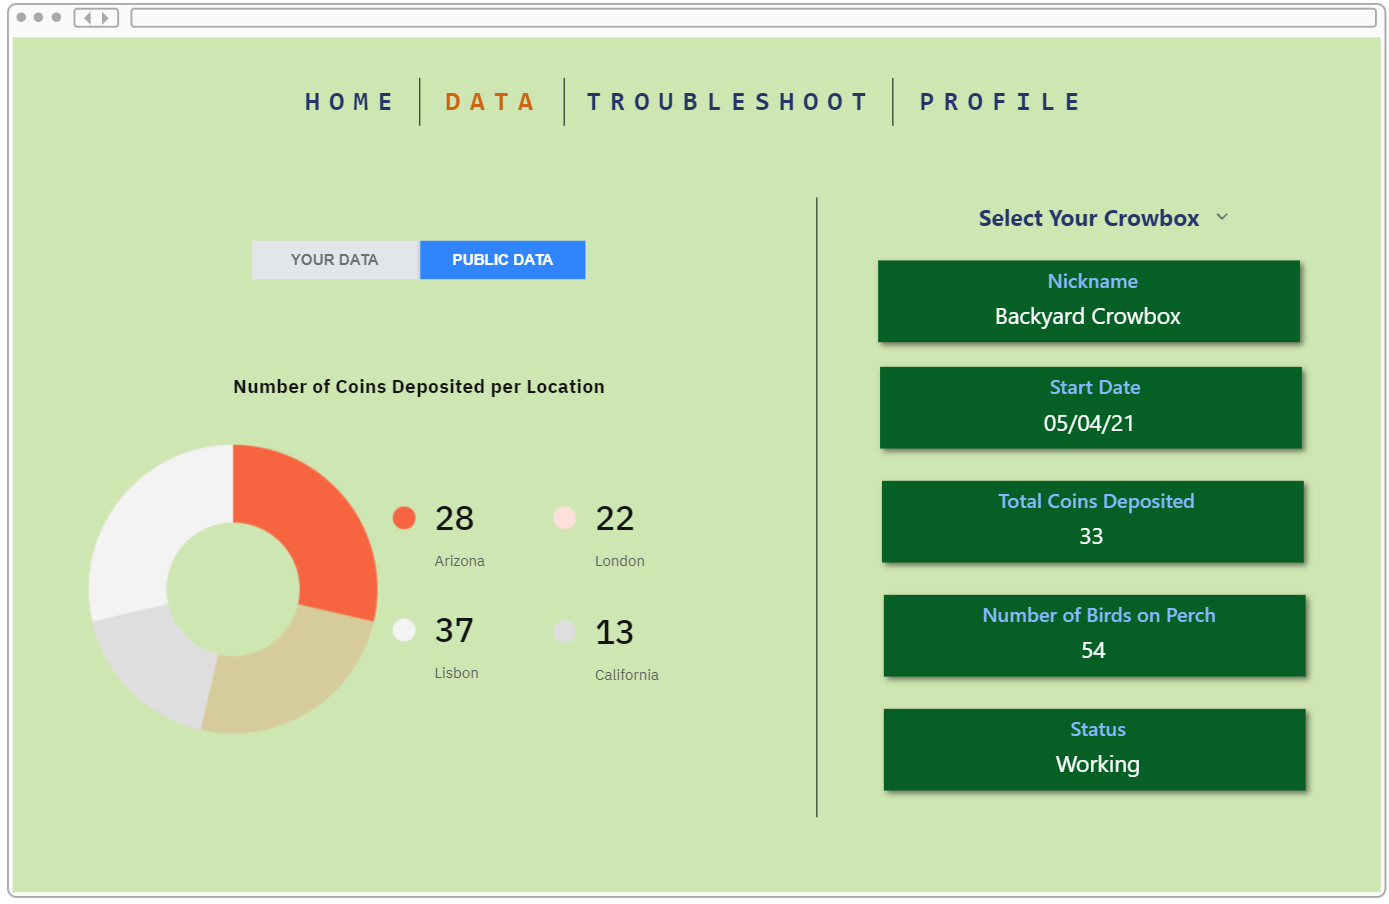 HOME DATA TROUBLESHOOT PROFILE
YOUR DATA PUBLIC DATA
Number of Coins Deposited per Location
28 22
Arizona London
37 13
Lisbon California
Select Your Crowbox
Nickname
Backyard Crowbox
Start Date
05/04/21
Total Coins Deposited
33
Number of Birds on Perch
54
Status
Working